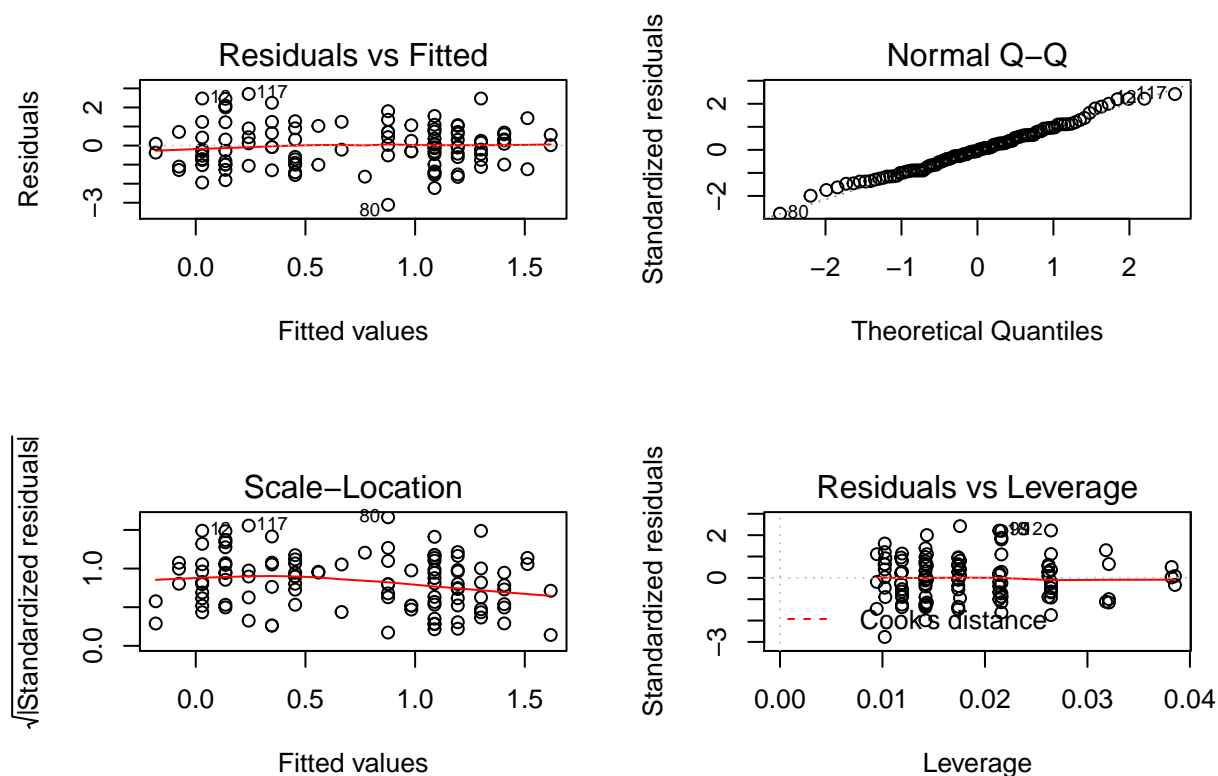 Residuals vs Fitted
Residuals
2
0
−3
117
80
0.0 0.5 1.0 1.5
Fitted values
Normal Q−Q
Standardized residuals
2
0
−2
117
80
−2 −1 0 1 2
Theoretical Quantiles
Scale−Location
√|Standardized residuals|
1.0
0.0
117
80
0.0 0.5 1.0 1.5
Fitted values
Residuals vs Leverage
Standardized residuals
2
0
−3
Cook's distance
0.00 0.01 0.02 0.03 0.04
Leverage